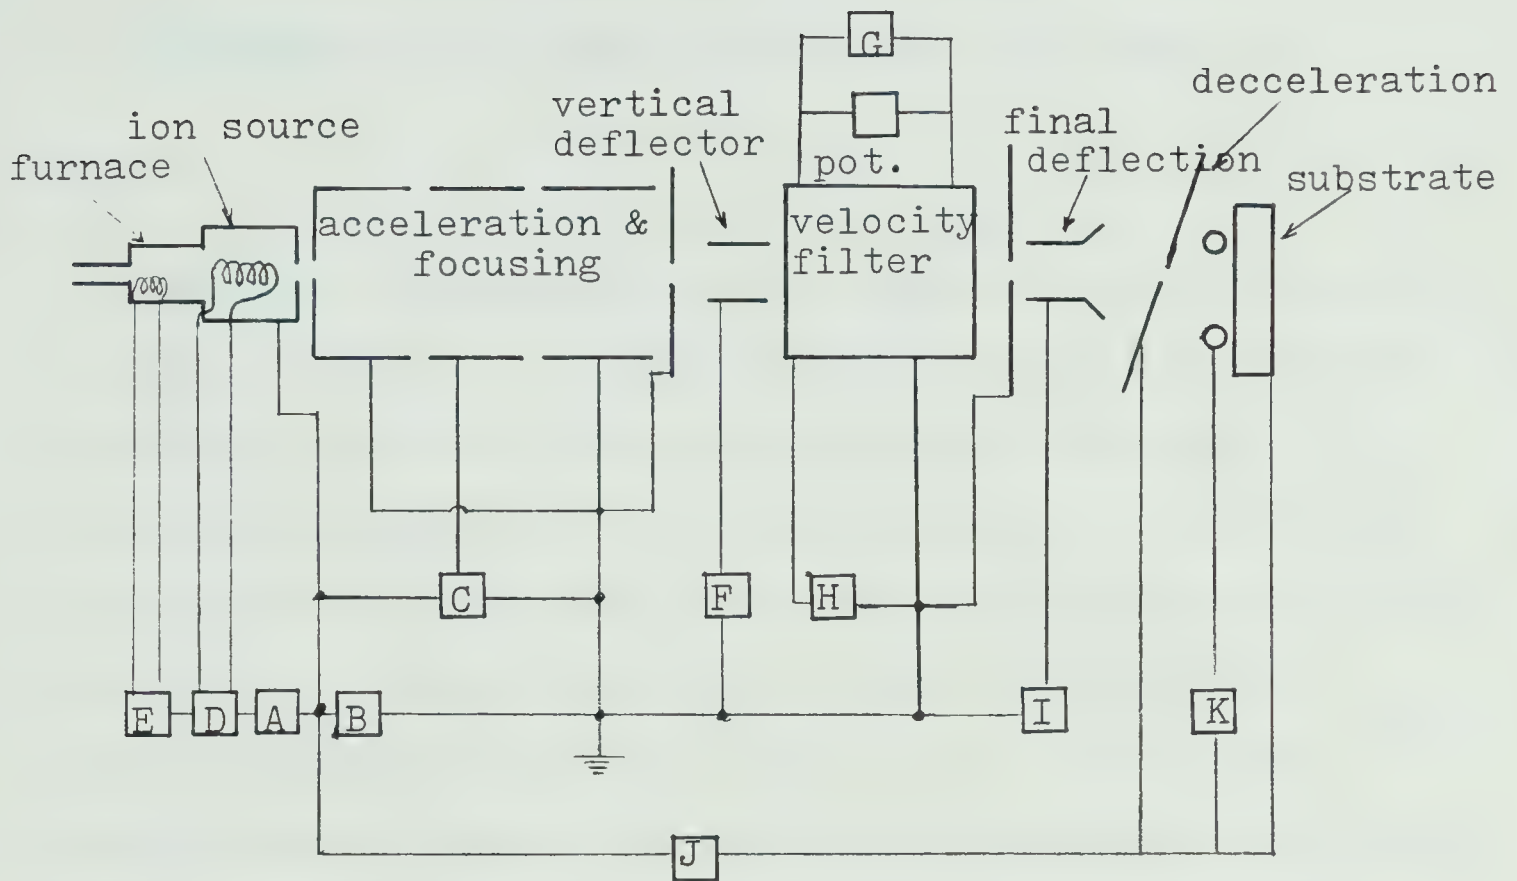 G
decceleration
vertical
deflector
ion source
final
deflection
furnace
pot.
substrate
acceleration &
focusing
velocity
filter
C
F
H
E
D
A
B
I
K
J